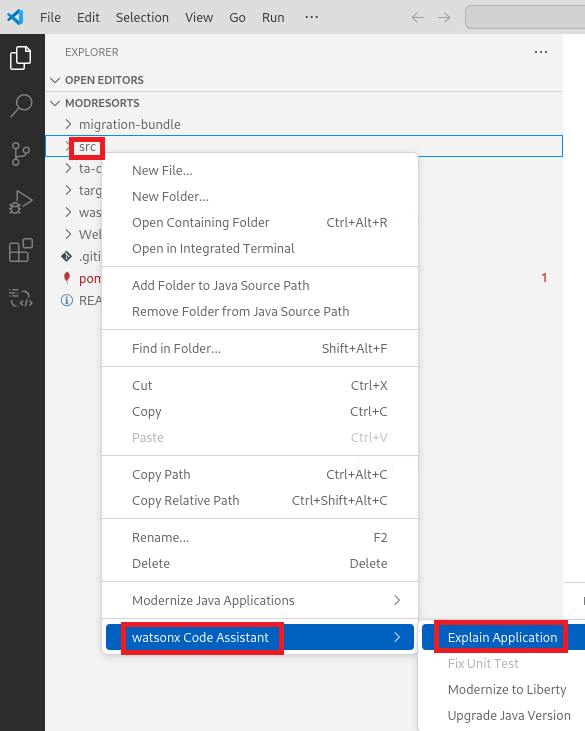 File Edit Selection View Go Run ···
EXPLORER ···
OPEN EDITORS
MODRESORTS
migration-bundle
src
ta-c
targ
was
Web
.giti
pom 1
REA
New File...
New Folder...
Open Containing Folder Ctrl+Alt+R
Open in Integrated Terminal
Add Folder to Java Source Path
Remove Folder from Java Source Path
Find in Folder... Shift+Alt+F
Cut Ctrl+X
Copy Ctrl+C
Paste Ctrl+V
Copy Path Ctrl+Alt+C
Copy Relative Path Ctrl+Shift+Alt+C
Rename... F2
Delete Delete
Modernize Java Applications
watsonx Code Assistant
Explain Application
Fix Unit Test
Modernize to Liberty
Upgrade Java Version